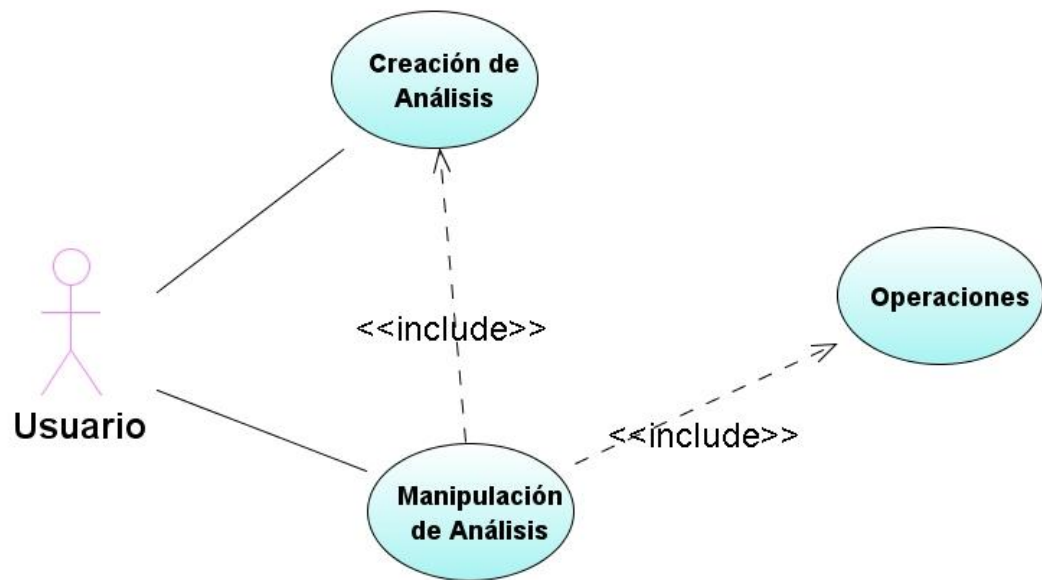 Creación de
Análisis
Operaciones
<<include>>
Usuario
<<include>>
Manipulación
de Análisis